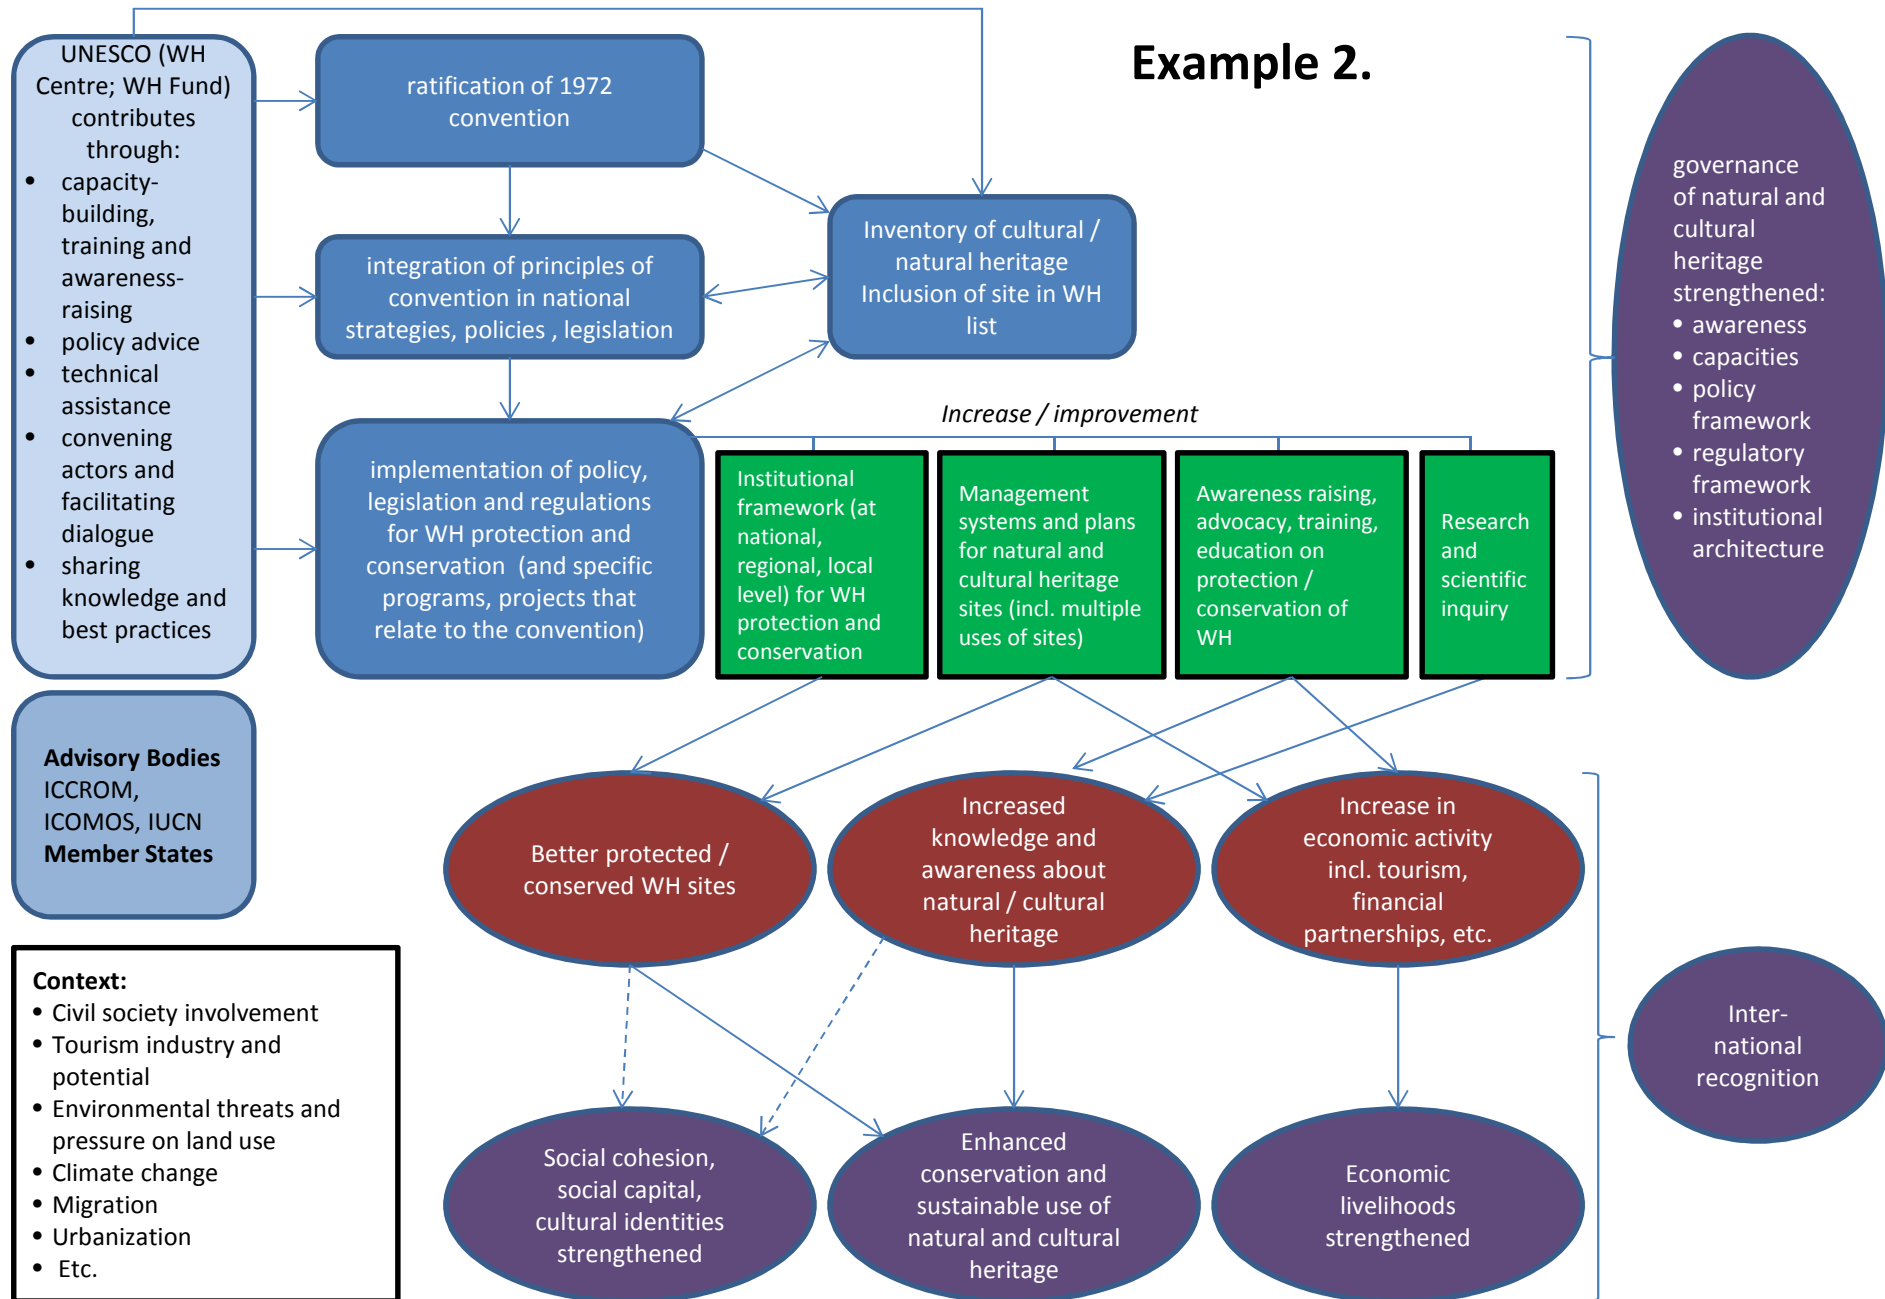 Example 2.
UNESCO (WH
Centre; WH Fund)
contributes
through:
• capacity-
building,
training and
awareness-
raising
• policy advice
• technical
assistance
• convening
actors and
facilitating
dialogue
• sharing
knowledge and
best practices
ratification of 1972
convention
integration of principles of
convention in national
strategies, policies , legislation
implementation of policy,
legislation and regulations
for WH protection and
conservation (and specific
programs, projects that
relate to the convention)
Inventory of cultural /
natural heritage
Inclusion of site in WH
list
Increase / improvement
Institutional
framework (at
national,
regional, local
level) for WH
protection and
conservation
Management
systems and plans
for natural and
cultural heritage
sites (incl. multiple
uses of sites)
Awareness raising,
advocacy, training,
education on
protection /
conservation of
WH
Research
and
scientific
inquiry
governance
of natural and
cultural
heritage
strengthened:
• awareness
• capacities
• policy
framework
• regulatory
framework
• institutional
architecture
Advisory Bodies
ICCROM,
ICOMOS, IUCN
Member States
Better protected /
conserved WH sites
Increased
knowledge and
awareness about
natural / cultural
heritage
Increase in
economic activity
incl. tourism,
financial
partnerships, etc.
Context:
• Civil society involvement
• Tourism industry and
potential
• Environmental threats and
pressure on land use
• Climate change
• Migration
• Urbanization
• Etc.
Social cohesion,
social capital,
cultural identities
strengthened
Enhanced
conservation and
sustainable use of
natural and cultural
heritage
Economic
livelihoods
strengthened
Inter-
national
recognition